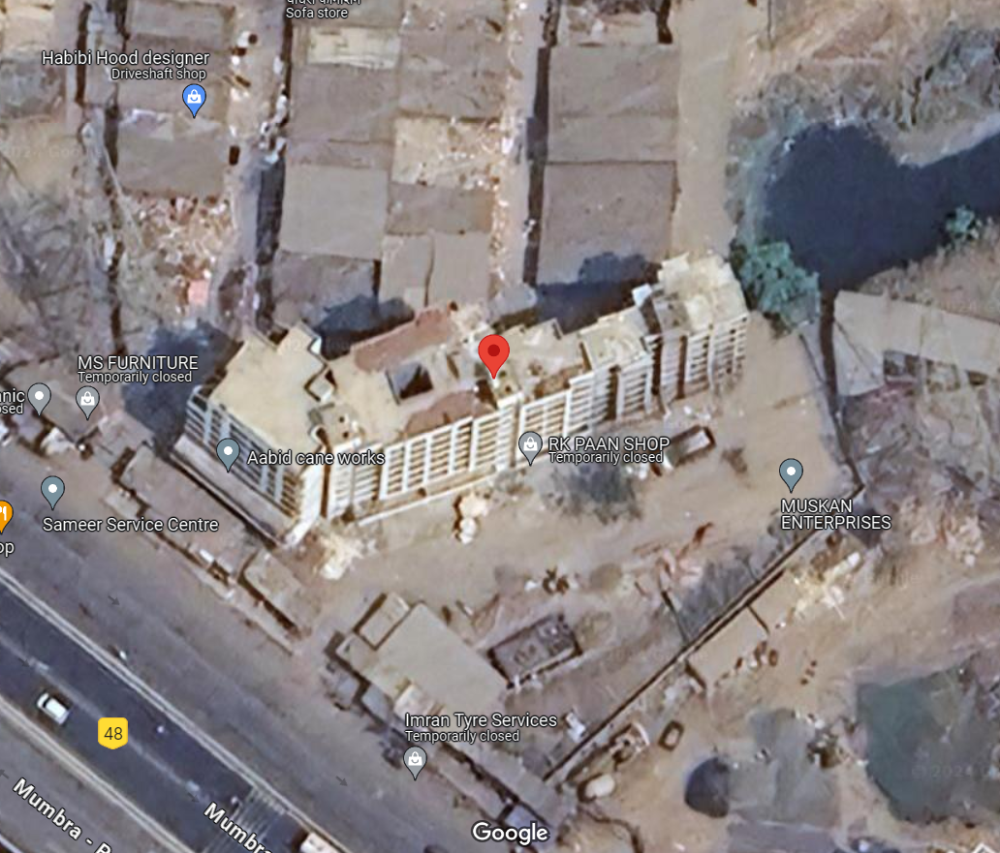 Sofa store
Habibi Hood designer
Driveshaft shop
MS FURNITURE
Temporarily closed
Aabid cane works
RK PAAN SHOP
Temporarily closed
MUSKAN
ENTERPRISES
Sameer Service Centre
Imran Tyre Services
Temporarily closed
48
Mumbra - P
Mumbra
Google